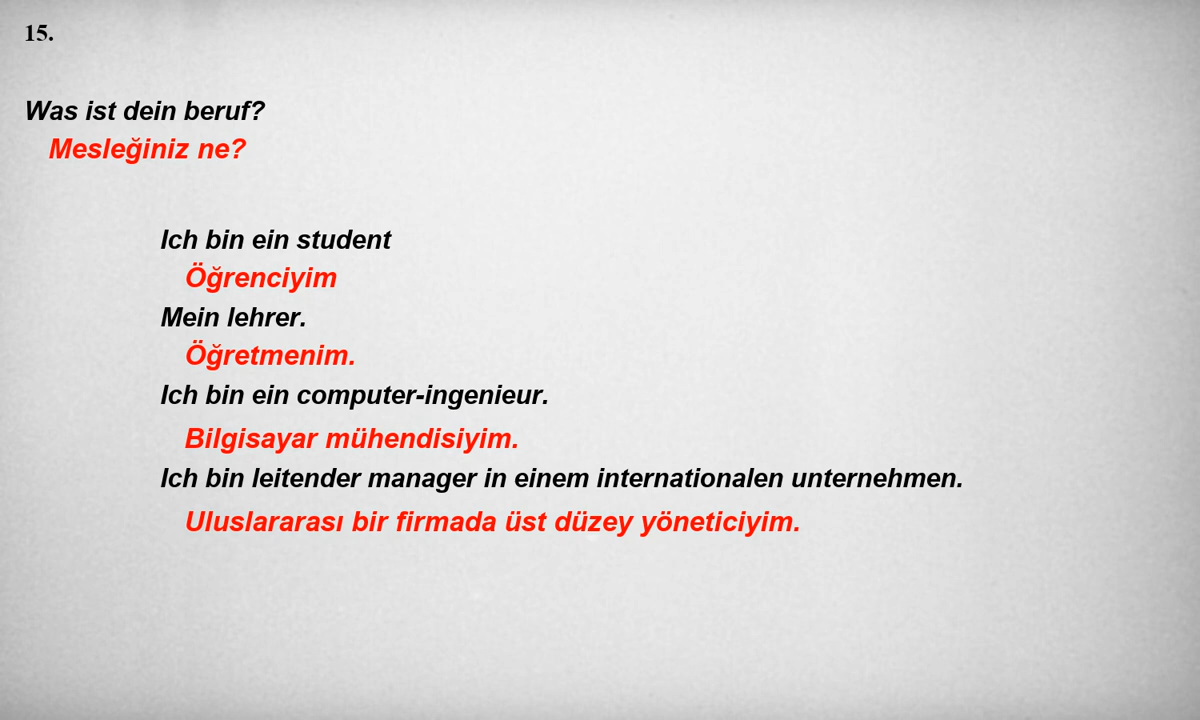 15.
Was ist dein beruf?
Mesleğiniz ne?
Ich bin ein student
Öğrenciyim
Mein lehrer.
Öğretmenim.
Ich bin ein computer-ingenieur.
Bilgisayar mühendisiyim.
Ich bin leitender manager in einem internationalen unternehmen.
Uluslararası bir firmada üst düzey yöneticiyim.